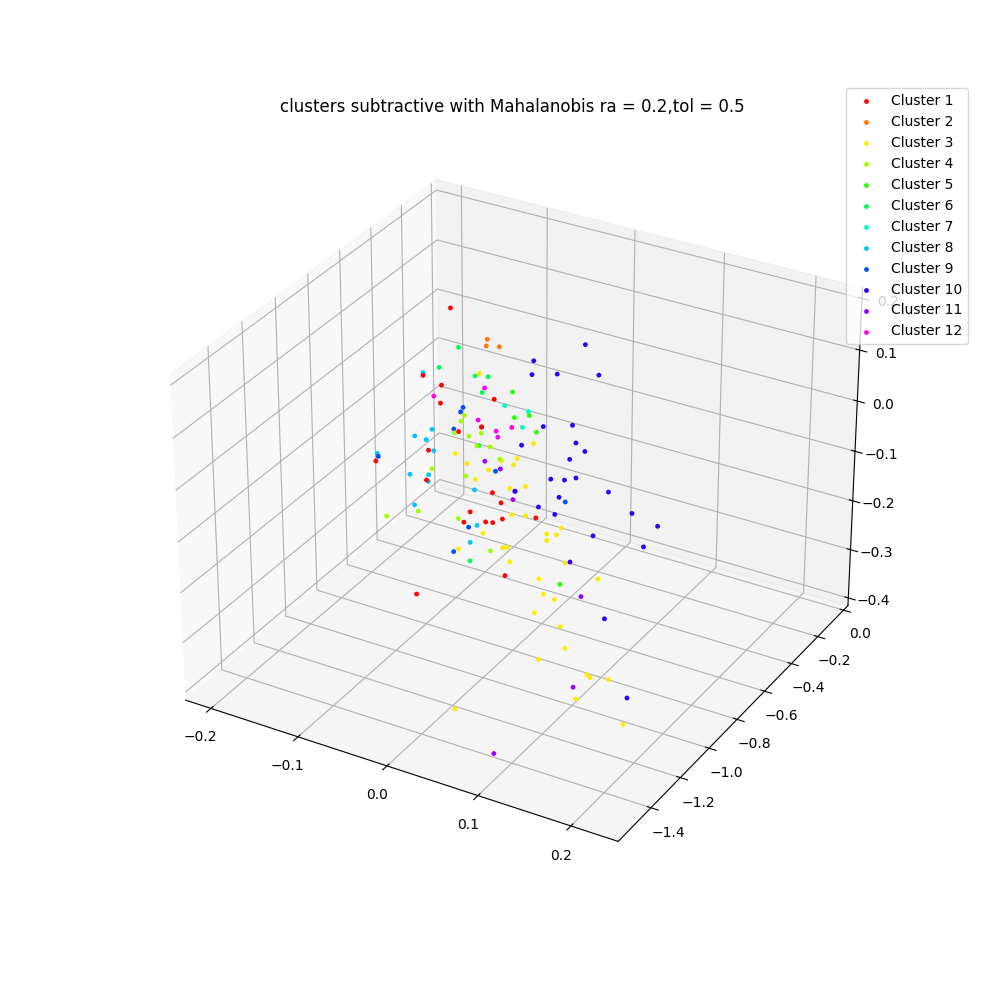 clusters subtractive with Mahalanobis ra = 0.2,tol = 0.5
Cluster 1
Cluster 2
Cluster 3
Cluster 4
Cluster 5
Cluster 6
Cluster 7
Cluster 8
Cluster 9
Cluster 10
Cluster 11
Cluster 12
0.2
0.1
0.0
−0.1
−0.2
−0.3
−0.4
0.0
−0.2
−0.4
−0.6
−0.8
−1.0
−1.2
−1.4
−0.2
−0.1
0.0
0.1
0.2